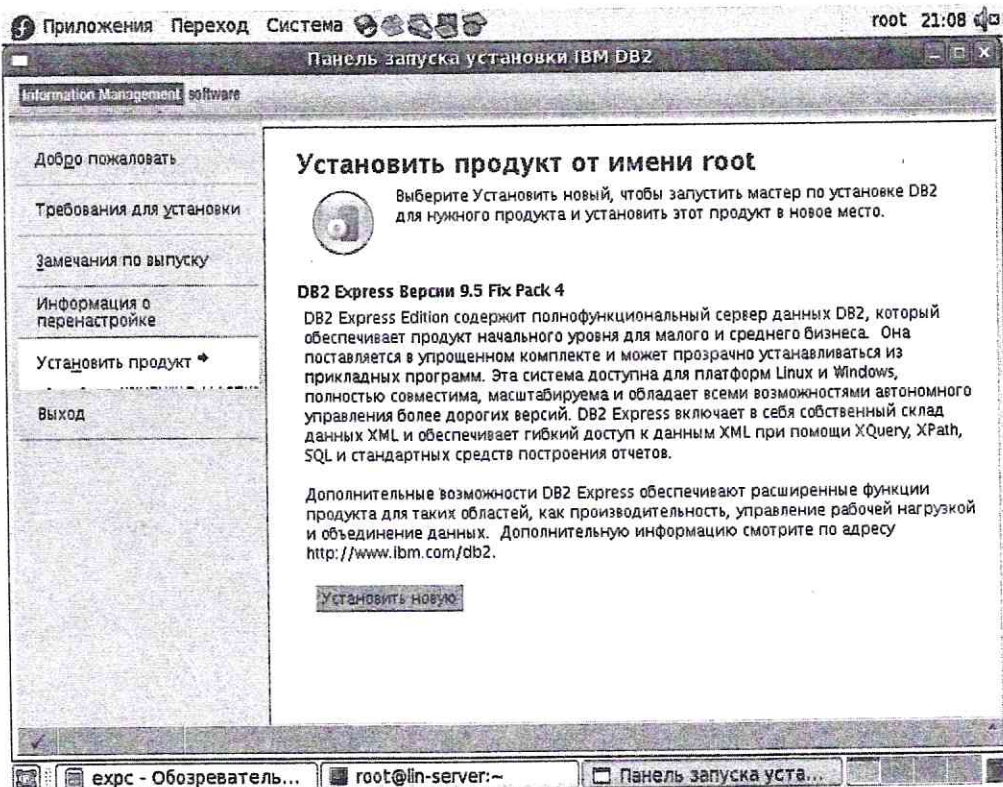 Приложения Переход Система
root 21:08
Панель запуска установки IBM DB2
Information Management software
Добро пожаловать
Требования для установки
Замечания по выпуску
Информация о
перенастройке
Установить продукт
Выход
Установить продукт от имени root
Выберите Установить новый, чтобы запустить мастер по установке DB2
для нужного продукта и установить этот продукт в новое место.
DB2 Express Версии 9.5 Fix Pack 4
DB2 Express Edition содержит полнофункциональный сервер данных DB2, который
обеспечивает продукт начального уровня для малого и среднего бизнеса. Она
поставляется в упрощенном комплекте и может прозрачно устанавливаться из
прикладных программ. Эта система доступна для платформ Linux и Windows,
полностью совместима, масштабируема и обладает всеми возможностями автономного
управления более дорогих версий. DB2 Express включает в себя собственный склад
данных XML и обеспечивает гибкий доступ к данным XML при помощи XQuery, XPath,
SQL и стандартных средств построения отчетов.
Дополнительные возможности DB2 Express обеспечивают расширенные функции
продукта для таких областей, как производительность, управление рабочей нагрузкой
и объединение данных. Дополнительную информацию смотрите по адресу
http://www.ibm.com/db2.
Установить новую
expc - Обозреватель...
root@lin-server:~
Панель запуска уста...